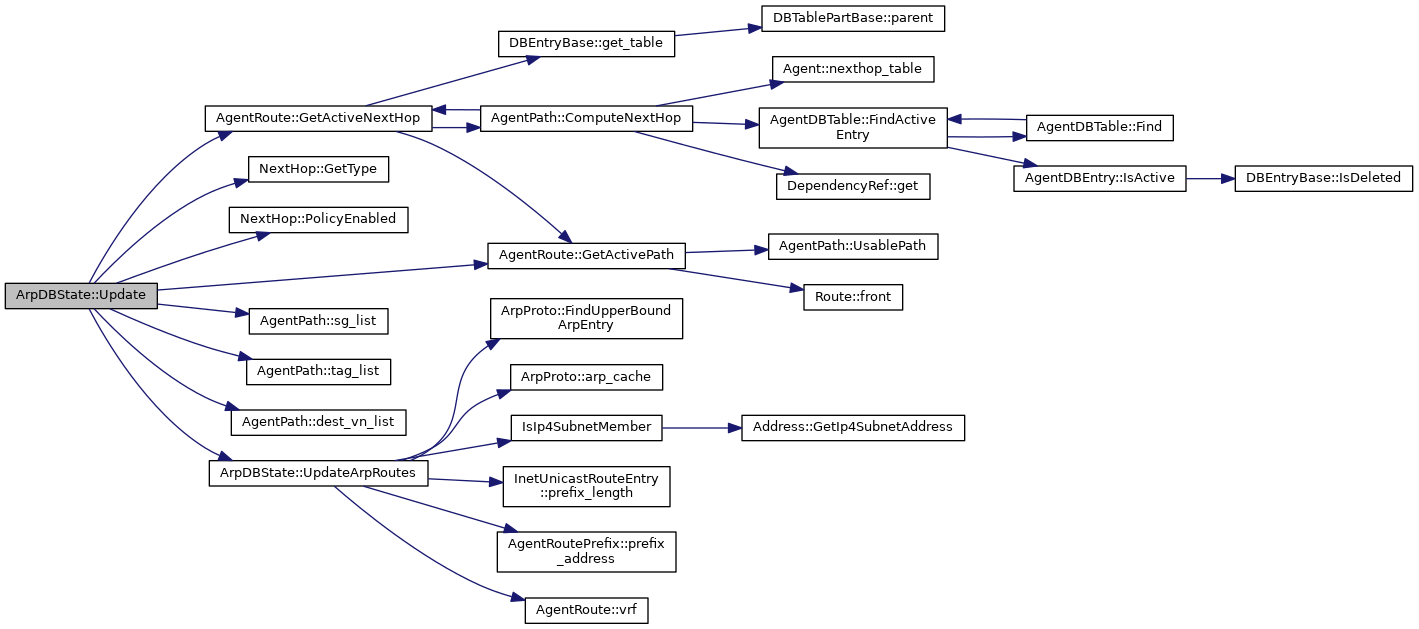 ArpDBState::Update
AgentRoute::GetActiveNextHop
DBEntryBase::get_table
DBTablePartBase::parent
AgentPath::ComputeNextHop
Agent::nexthop_table
AgentDBTable::FindActive
Entry
AgentDBTable::Find
AgentDBEntry::IsActive
DBEntryBase::IsDeleted
DependencyRef::get
NextHop::GetType
NextHop::PolicyEnabled
AgentRoute::GetActivePath
AgentPath::UsablePath
Route::front
AgentPath::sg_list
AgentPath::tag_list
AgentPath::dest_vn_list
ArpDBState::UpdateArpRoutes
ArpProto::FindUpperBound
ArpEntry
ArpProto::arp_cache
IsIp4SubnetMember
Address::GetIp4SubnetAddress
InetUnicastRouteEntry
::prefix_length
AgentRoutePrefix::prefix
_address
AgentRoute::vrf